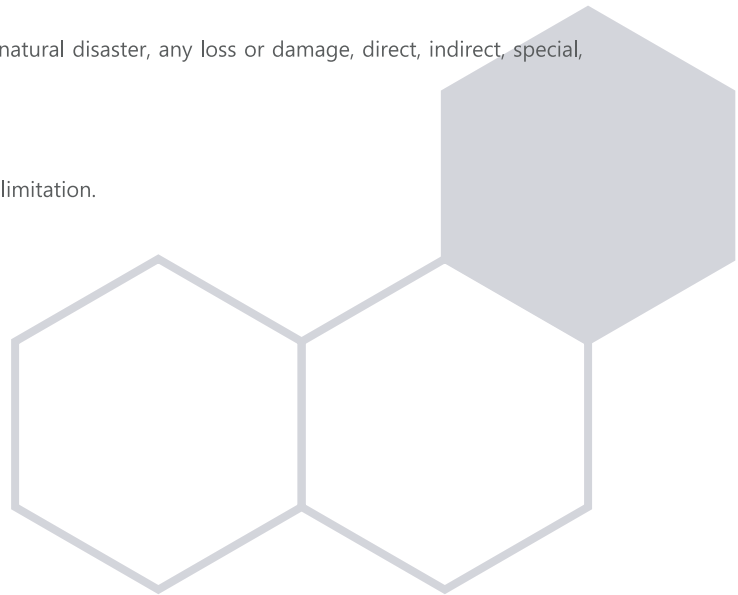 natural disaster, any loss or damage, direct, indirect, special,
limitation.